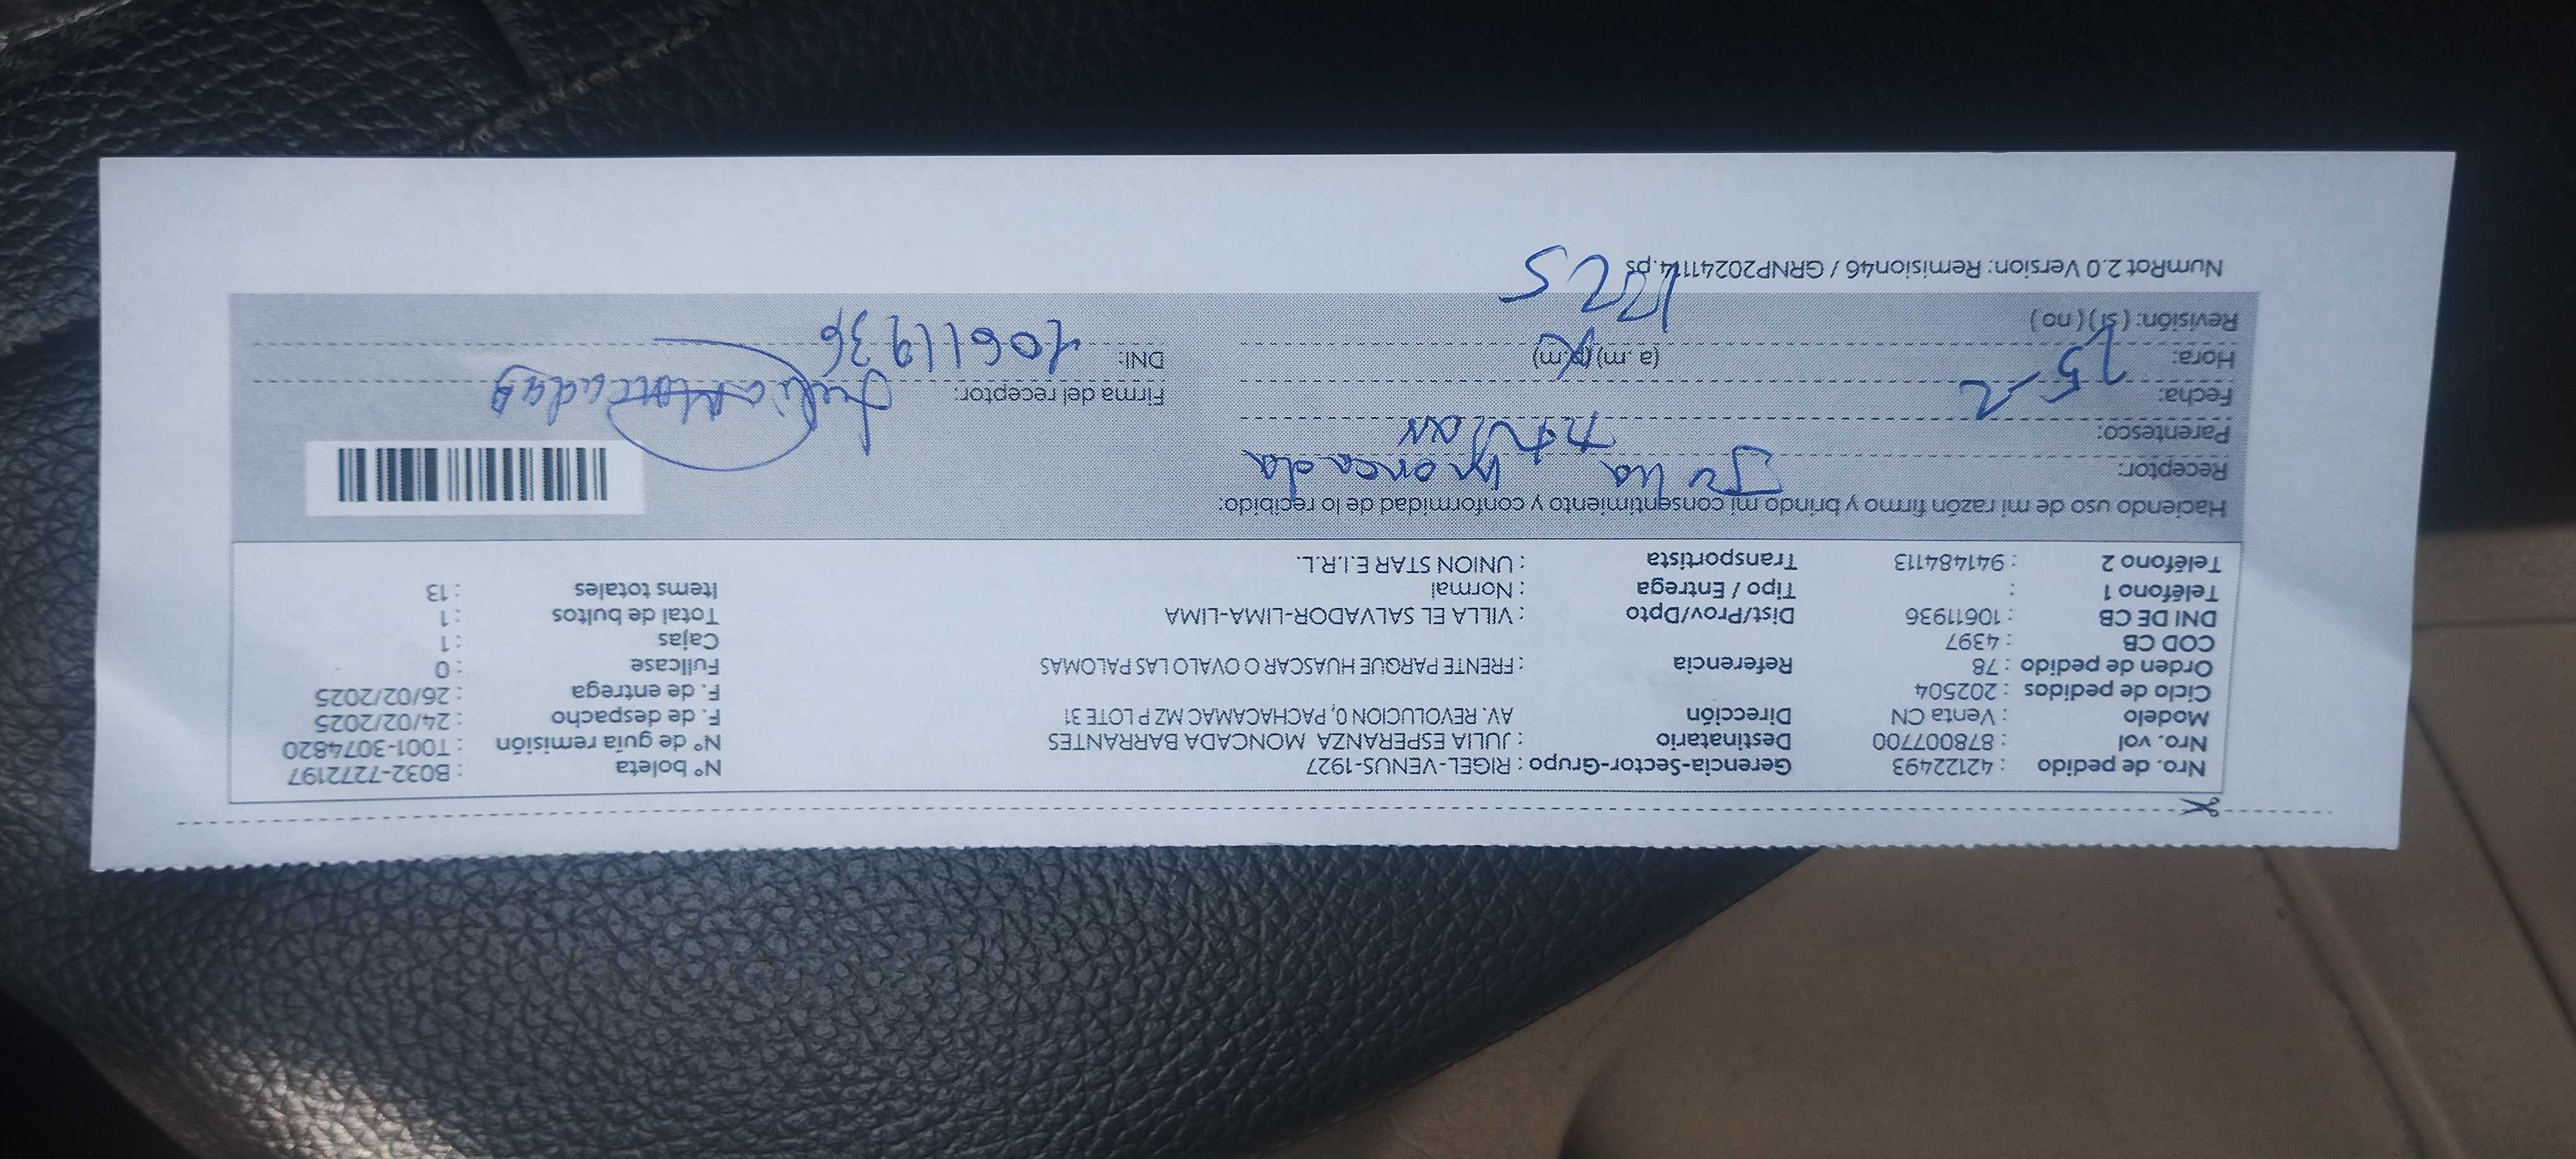 Nro. de pedido : 42122493 Gerencia-Sector-Grupo : RIGEL-VENUS-1927 N° boleta : B032-7272197
Nro. vol : 878007700 Destinatario : JULIA ESPERANZA MONCADA BARRANTES N° de guía remisión : T001-3074820
Modelo : Venta CN Dirección AV. REVOLUCION 0, PACHACAMAC MZ P LOTE 31 F. de despacho : 24/02/2025
Ciclo de pedidos : 202504 F. de entrega : 26/02/2025
Orden de pedido : 78 Referencia : FRENTE PARQUE HUASCAR O OVALO LAS PALOMAS Fullcase : 0
COD CB : 4397 Cajas : 1
DNI DE CB : 10611936 Dist/Prov/Dpto : VILLA EL SALVADOR-LIMA-LIMA Total de bultos : 1
Teléfono 1 : Tipo / Entrega : Normal Items totales : 13
Teléfono 2 : 941484113 Transportista : UNION STAR E.I.R.L.
Haciendo uso de mi razón firmo y brindo mi consentimiento y conformidad de lo recibido:
Receptor: Julia Moncada
Parentesco: titular
Fecha: 25-2 Firma del receptor: Julia Moncada B
Hora: (a. m) (p.m) DNI: 10611936
Revisión: ( sí ) ( no ) 1725
NumRot 2.0 Version: Remision46 / GRNP20241114.ps